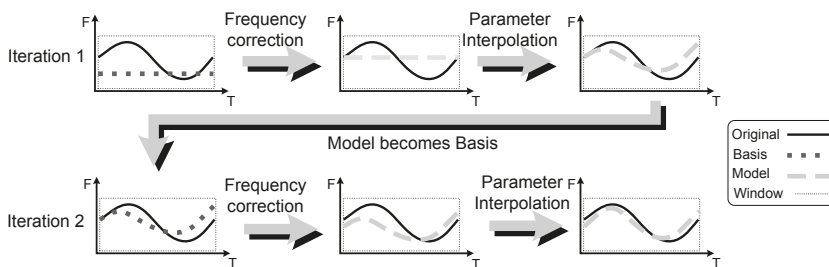 Iteration 1
F
T
Frequency
correction
F
T
Parameter
Interpolation
F
T
Model becomes Basis
Original
Basis
Model
Window
Iteration 2
F
T
Frequency
correction
F
T
Parameter
Interpolation
F
T